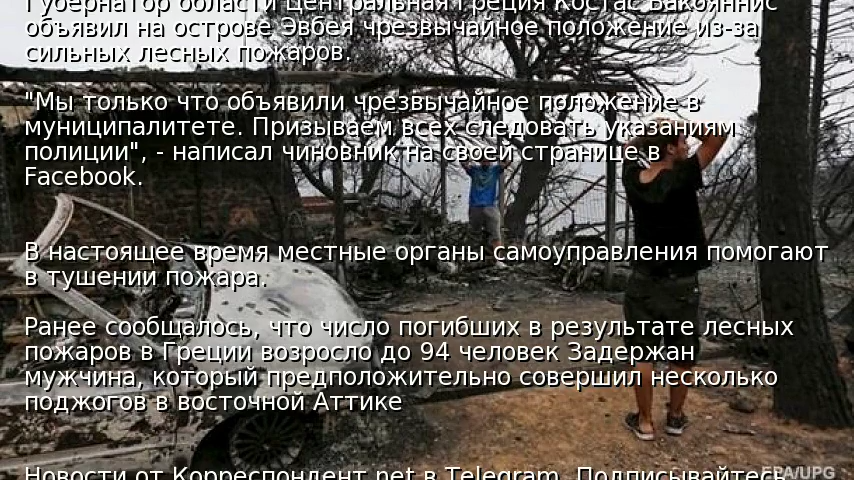 Губернатор области Центральная Греция Костас Бакояннис
объявил на острове Эвбея чрезвычайное положение из-за
сильных лесных пожаров.
"Мы только что объявили чрезвычайное положение в
муниципалитете. Призываем всех следовать указаниям
полиции", - написал чиновник на своей странице в
Facebook.
В настоящее время местные органы самоуправления помогают
в тушении пожара.
Ранее сообщалось, что число погибших в результате лесных
пожаров в Греции возросло до 94 человек Задержан
мужчина, который предположительно совершил несколько
поджогов в восточной Аттике
Новости от Корреспондент.net в Telegram. Подписывайтесь
EPA/UPG